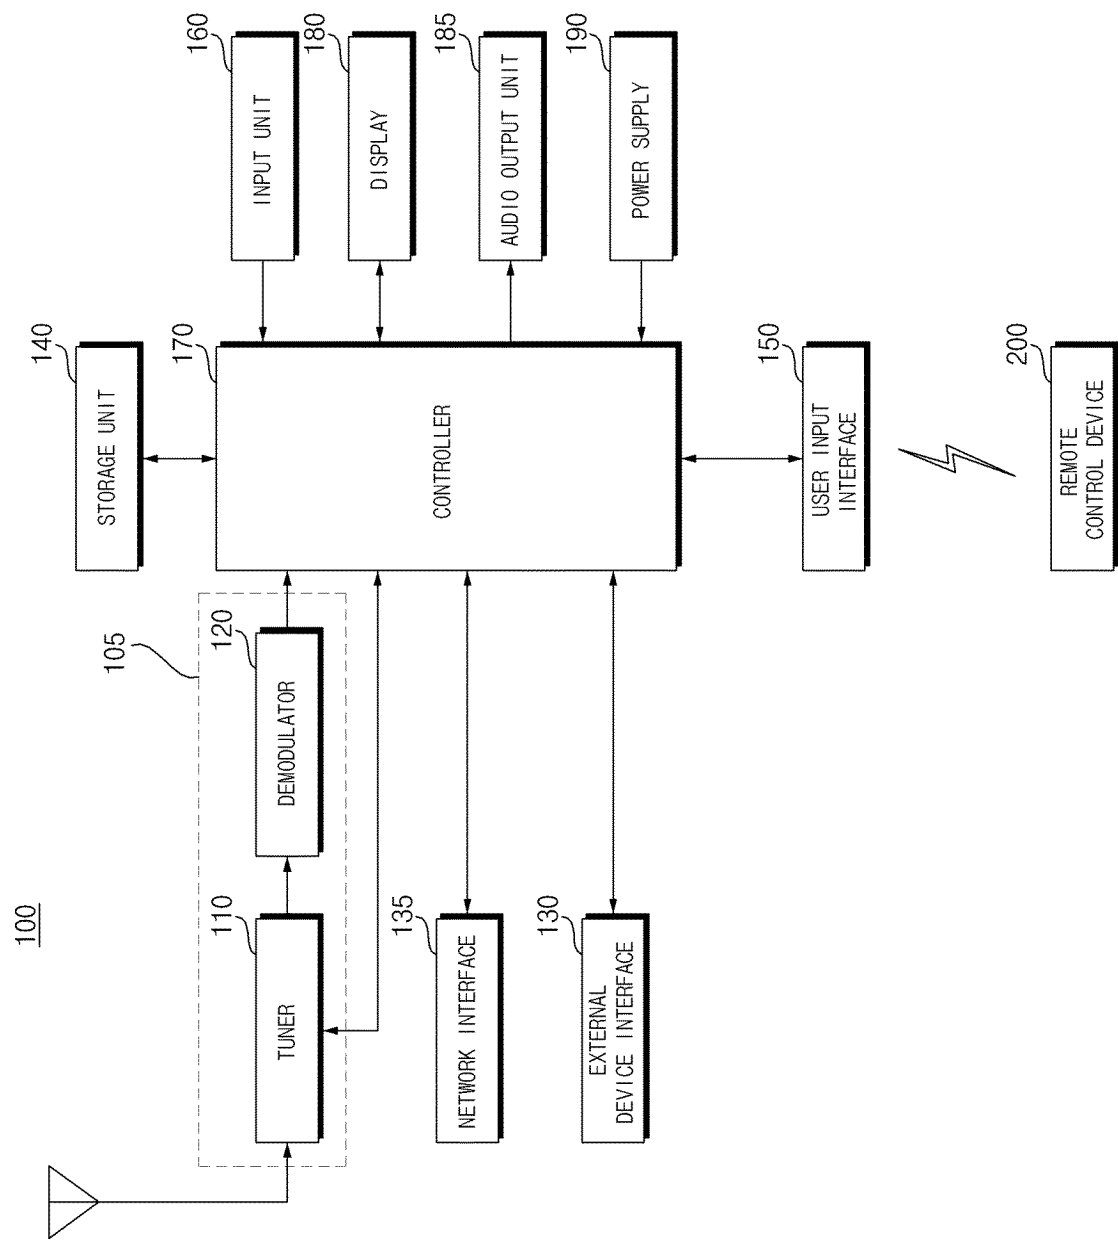 100
105
110
TUNER
120
DEMODULATOR
135
NETWORK INTERFACE
130
EXTERNAL
DEVICE INTERFACE
140
STORAGE UNIT
170
CONTROLLER
150
USER INPUT
INTERFACE
200
REMOTE
CONTROL DEVICE
160
INPUT UNIT
180
DISPLAY
185
AUDIO OUTPUT UNIT
190
POWER SUPPLY